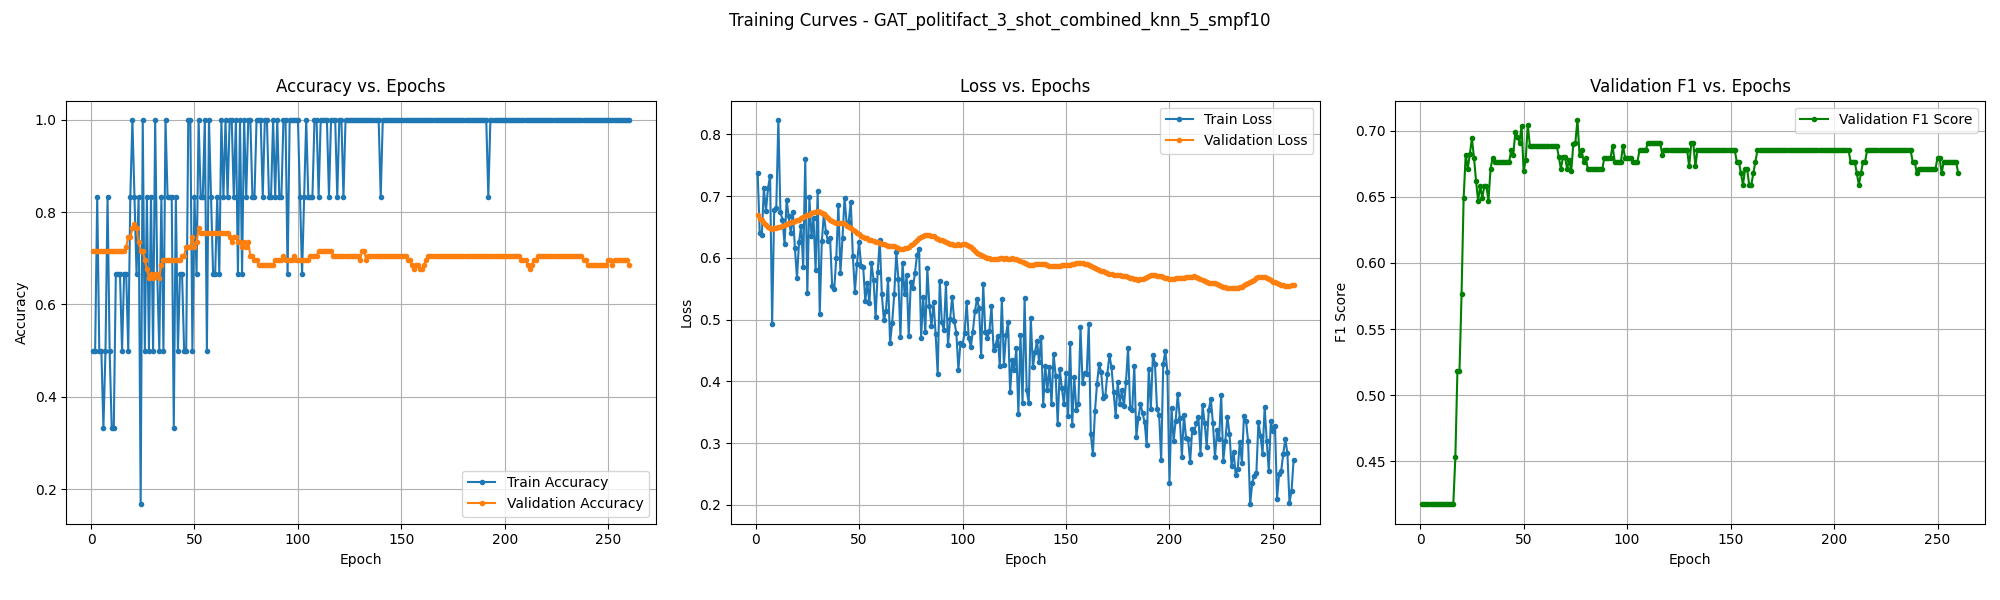 Training Curves - GAT_politifact_3_shot_combined_knn_5_smpf10
Accuracy vs. Epochs
1.0
0.8
0.6
0.4
0.2
Accuracy
0
50
100
150
200
250
Epoch
Train Accuracy
Validation Accuracy
Loss vs. Epochs
0.8
0.7
0.6
0.5
0.4
0.3
0.2
Loss
0
50
100
150
200
250
Epoch
Train Loss
Validation Loss
Validation F1 vs. Epochs
0.70
0.65
0.60
0.55
0.50
0.45
F1 Score
0
50
100
150
200
250
Epoch
Validation F1 Score